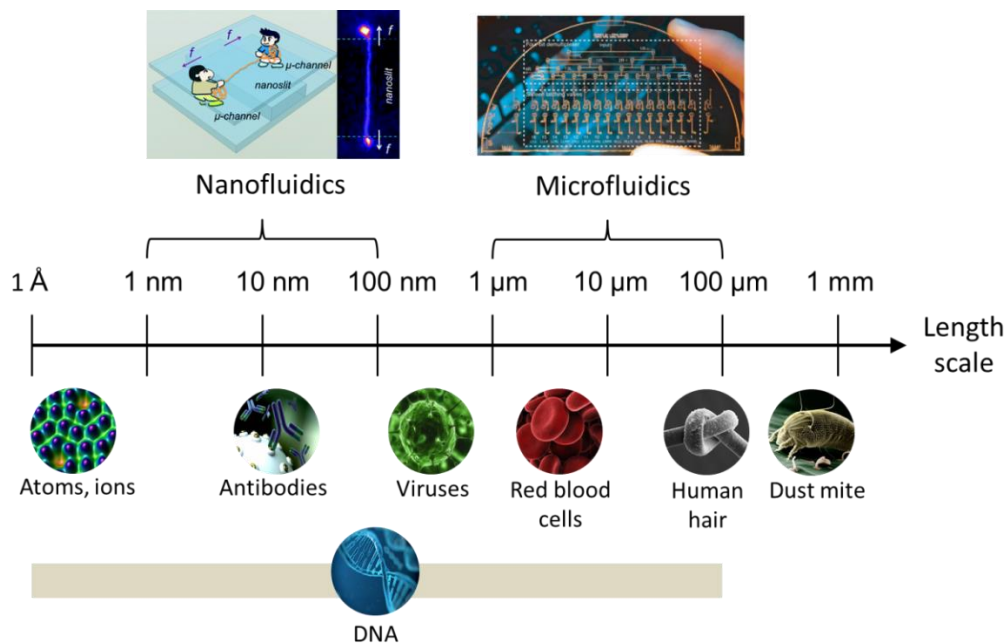 f
f
μ-channel
nanoslit
μ-channel
f
nanoslit
f
Inputs
Nanofluidics
Microfluidics
1 Å
1 nm
10 nm
100 nm
1 µm
10 µm
100 µm
1 mm
Length
scale
Atoms, ions
Antibodies
Viruses
Red blood
cells
Human
hair
Dust mite
DNA